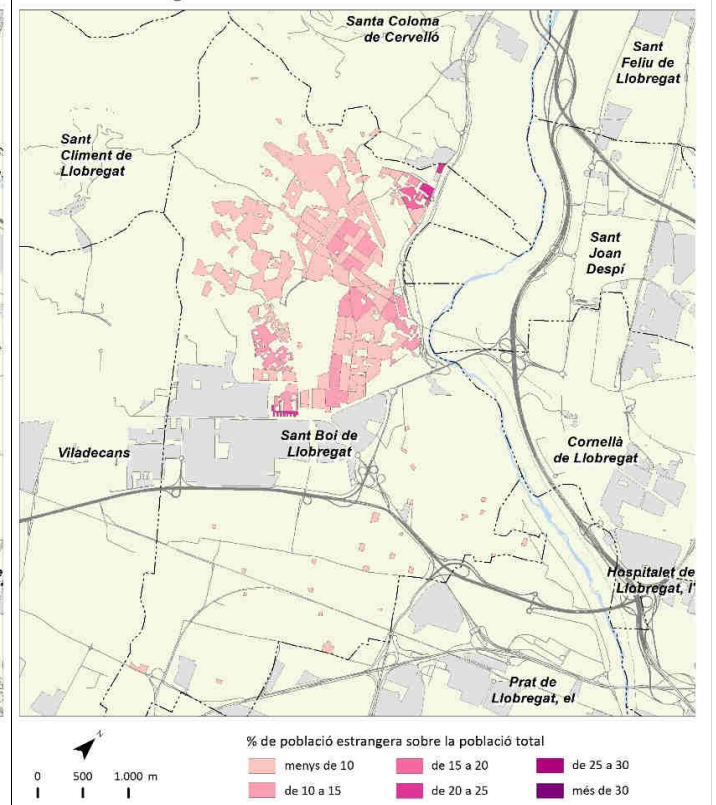 Santa Coloma
de Cervelló
Sant
Feliu de
Llobregat
Sant
Climent de
Llobregat
Sant
Joan
Despí
Viladecans
Sant Boi de
Llobregat
Cornellà
de Llobregat
Hospitalet de
Llobregat, l'
Prat de
Llobregat, el
N
0 500 1.000 m
% de població estrangera sobre la població total
menys de 10
de 10 a 15
de 15 a 20
de 20 a 25
de 25 a 30
més de 30